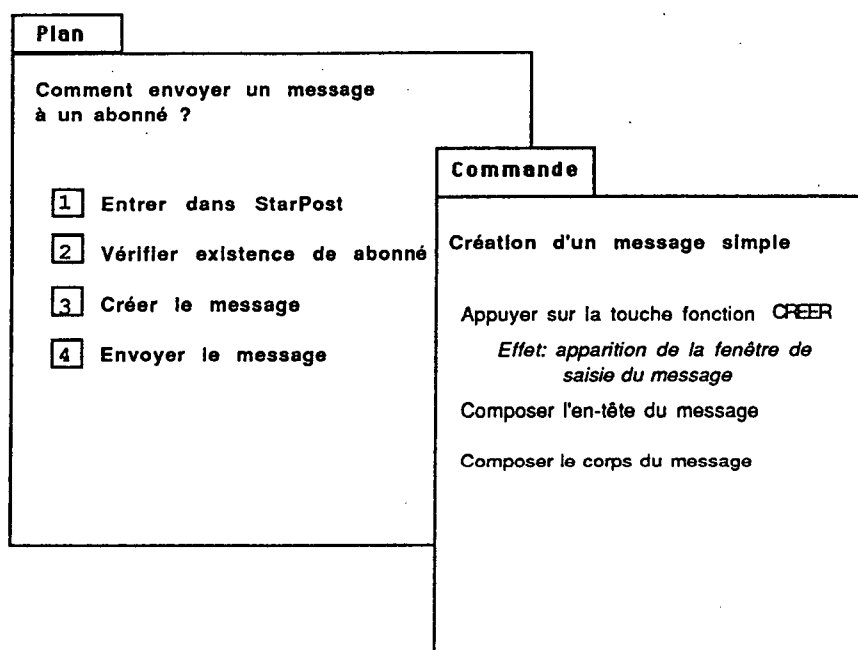 Plan
Comment envoyer un message
à un abonné ?
1 Entrer dans StarPost
2 Vérifier existence de abonné
3 Créer le message
4 Envoyer le message
Commande
Création d'un message simple
Appuyer sur la touche fonction CREER
Effet: apparition de la fenêtre de
saisie du message
Composer l'en-tête du message
Composer le corps du message